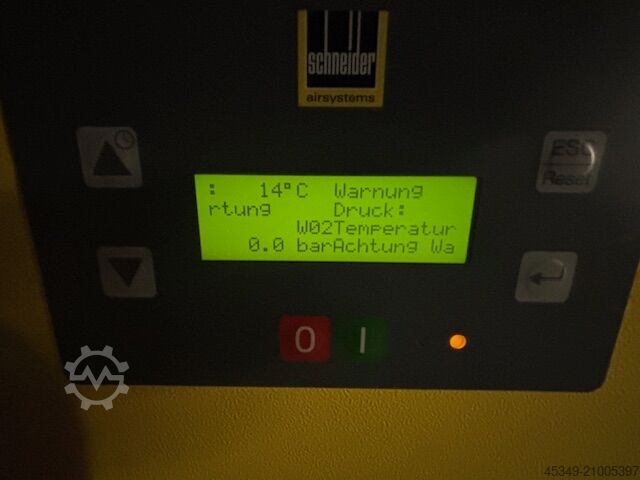 schneider
airsystems
ESC
Reset
: 14°C Warnung
rtung Druck:
W02Temperatur
0.0 barAchtung Wa
0 I
45349-21005397